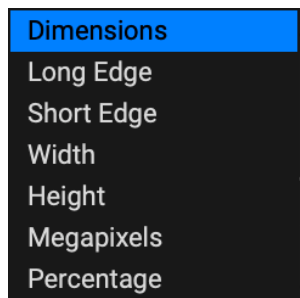 Dimensions
Long Edge
Short Edge
Width
Height
Megapixels
Percentage